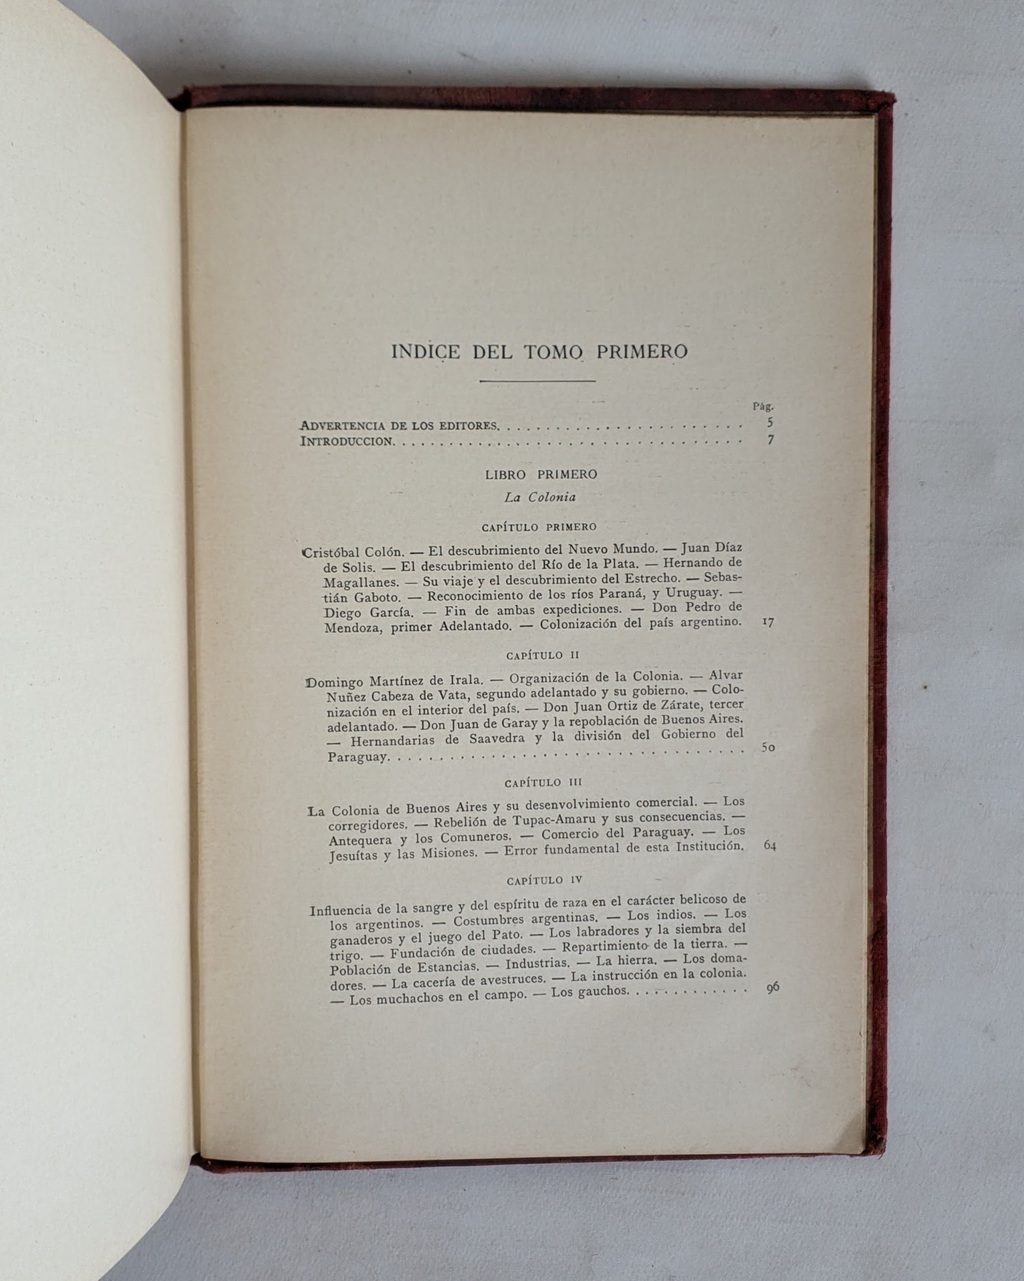 INDICE DEL TOMO PRIMERO
Pág.
ADVERTENCIA DE LOS EDITORES. . . . . . . . . . . . . . . . . . . . . . 5
INTRODUCCION. . . . . . . . . . . . . . . . . . . . . . . . . . . . . . . 7
LIBRO PRIMERO
La Colonia
CAPÍTULO PRIMERO
Cristóbal Colón. — El descubrimiento del Nuevo Mundo. — Juan Díaz
de Solis. — El descubrimiento del Río de la Plata. — Hernando de
Magallanes. — Su viaje y el descubrimiento del Estrecho. — Sebas-
tián Gaboto. — Reconocimiento de los ríos Paraná, y Uruguay. —
Diego García. — Fin de ambas expediciones. — Don Pedro de
Mendoza, primer Adelantado. — Colonización del país argentino. 17
CAPÍTULO II
Domingo Martínez de Irala. — Organización de la Colonia. — Alvar
Nuñez Cabeza de Vata, segundo adelantado y su gobierno. — Colo-
nización en el interior del país. — Don Juan Ortiz de Zárate, tercer
adelantado. — Don Juan de Garay y la repoblación de Buenos Aires.
— Hernandarias de Saavedra y la división del Gobierno del
Paraguay. . . . . . . . . . . . . . . . . . . . . . . . . . . . . . . 50
CAPÍTULO III
La Colonia de Buenos Aires y su desenvolvimiento comercial. — Los
corregidores. — Rebelión de Tupac-Amaru y sus consecuencias. —
Antequera y los Comuneros. — Comercio del Paraguay. — Los
Jesuítas y las Misiones. — Error fundamental de esta Institución. 64
CAPÍTULO IV
Influencia de la sangre y del espíritu de raza en el carácter belicoso de
los argentinos. — Costumbres argentinas. — Los indios. — Los
ganaderos y el juego del Pato. — Los labradores y la siembra del
trigo. — Fundación de ciudades. — Repartimiento de la tierra. —
Población de Estancias. — Industrias. — La hierra. — Los doma-
dores. — La cacería de avestruces. — La instrucción en la colonia.
— Los muchachos en el campo. — Los gauchos. . . . . . . . . . . 96